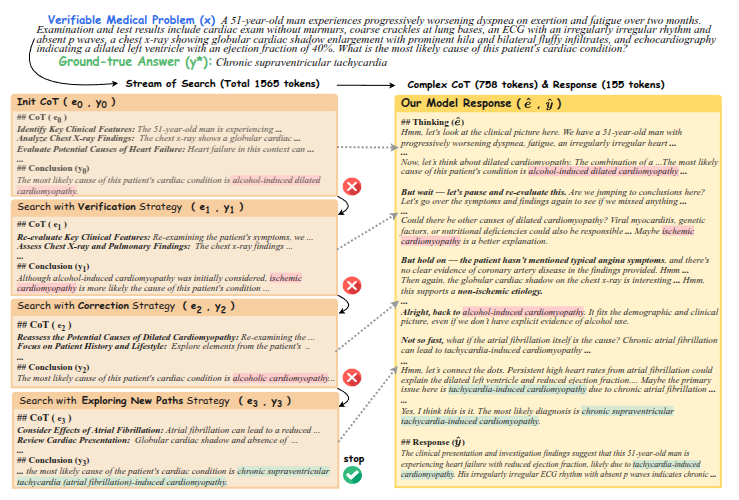 Verifiable Medical Problem (x) A 51-year-old man experiences progressively worsening dyspnea on exertion and fatigue over two months.
Examination and test results include cardiac exam without murmurs, coarse crackles at lung bases, an ECG with an irregularly irregular rhythm and
absent p waves, a chest x-ray showing globular cardiac shadow enlargement with prominent hila and bilateral fluffy infiltrates, and echocardiography
indicating a dilated left ventricle with an ejection fraction of 40%. What is the most likely cause of this patient's cardiac condition?
Ground-true Answer (y*): Chronic supraventricular tachycardia
Stream of Search (Total 1565 tokens)
Init CoT ( e0 , y0 )
## CoT ( e0 )
Identify Key Clinical Features: The 51-year-old man is experiencing ...
Analyze Chest X-ray Findings: The chest x-ray shows a globular cardiac ...
Evaluate Potential Causes of Heart Failure: Heart failure in this context can ...
...
## Conclusion (y0)
The most likely cause of this patient's cardiac condition is alcohol-induced dilated
cardiomyopathy.
Search with Verification Strategy ( e1 , y1 )
## CoT ( e1 )
Re-evaluate Key Clinical Features: Re-examining the patient's symptoms, we ...
Assess Chest X-ray and Pulmonary Findings: The chest x-ray findings ...
...
## Conclusion (y1)
Although alcohol-induced cardiomyopathy was initially considered, ischemic
cardiomyopathy is more likely the cause of this patient's condition ...
Search with Correction Strategy ( e2 , y2 )
## CoT ( e2 )
Reassess the Potential Causes of Dilated Cardiomyopathy: Re-examining the ...
Focus on Patient History and Lifestyle: Explore elements from the patient's ..
...
## Conclusion (y2)
The most likely cause of this patient's cardiac condition is alcoholic cardiomyopathy...
Search with Exploring New Paths Strategy ( e3 , y3 )
## CoT ( e3 )
Consider Effects of Atrial Fibrillation: Atrial fibrillation can lead to a reduced ...
Review Cardiac Presentation: Globular cardiac shadow and absence of ...
...
## Conclusion (y3)
... the most likely cause of the patient's cardiac condition is chronic supraventricular
tachycardia (atrial fibrillation)-induced cardiomyopathy.
stop
Complex CoT (758 tokens) & Response (155 tokens)
Our Model Response ( ê , ŷ )
## Thinking (ê)
Hmm, let's look at the clinical picture here. We have a 51-year-old man with
progressively worsening dyspnea, fatigue, an irregularly irregular heart ...
...
Now, let's think about dilated cardiomyopathy. The combination of a ...The most likely
cause of this patient's condition is alcohol-induced dilated cardiomyopathy ...
But wait — let's pause and re-evaluate this. Are we jumping to conclusions here?
Let's go over the symptoms and findings again to see if we missed anything ...
...
Could there be other causes of dilated cardiomyopathy? Viral myocarditis, genetic
factors, or nutritional deficiencies could also be responsible ... Maybe ischemic
cardiomyopathy is a better explanation.
But hold on — the patient hasn't mentioned typical angina symptoms, and there's
no clear evidence of coronary artery disease in the findings provided. Hmm ...
Then again, the globular cardiac shadow on the chest x-ray is interesting ... Hmm,
this supports a non-ischemic etiology.
...
Alright, back to alcohol-induced cardiomyopathy. It fits the demographic and clinical
picture, even if we don't have explicit evidence of alcohol use.
Not so fast, what if the atrial fibrillation itself is the cause? Chronic atrial fibrillation
can lead to tachycardia-induced cardiomyopathy ...
...
Hmm, let's connect the dots. Persistent high heart rates from atrial fibrillation could
explain the dilated left ventricle and reduced ejection fraction.... Maybe the primary
issue here is tachycardia-induced cardiomyopathy due to chronic atrial fibrillation ...
...
Yes, I think this is it. The most likely diagnosis is chronic supraventricular
tachycardia-induced cardiomyopathy.
## Response (ŷ)
The clinical presentation and investigation findings suggest that this 51-year-old man is
experiencing heart failure with reduced ejection fraction, likely due to tachycardia-induced
cardiomyopathy. His irregularly irregular ECG rhythm with absent p waves indicates chronic ...